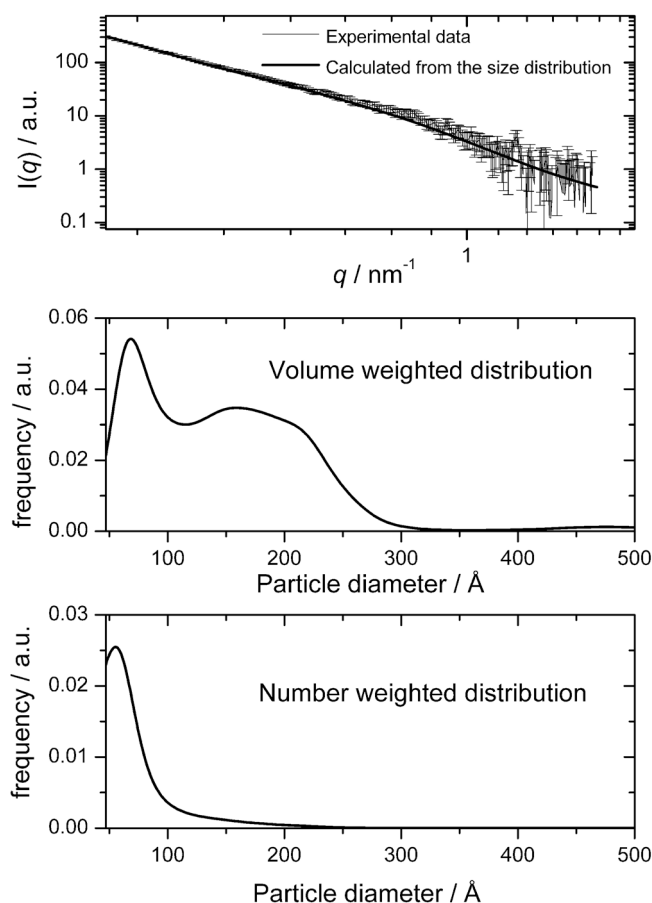 Experimental data
Calculated from the size distribution
I(q) / a.u.
100
10
1
0.1
1
q / nm⁻¹
Volume weighted distribution
frequency / a.u.
0.06
0.04
0.02
0.00
100 200 300 400 500
Particle diameter / Å
Number weighted distribution
frequency / a.u.
0.03
0.02
0.01
0.00
100 200 300 400 500
Particle diameter / Å